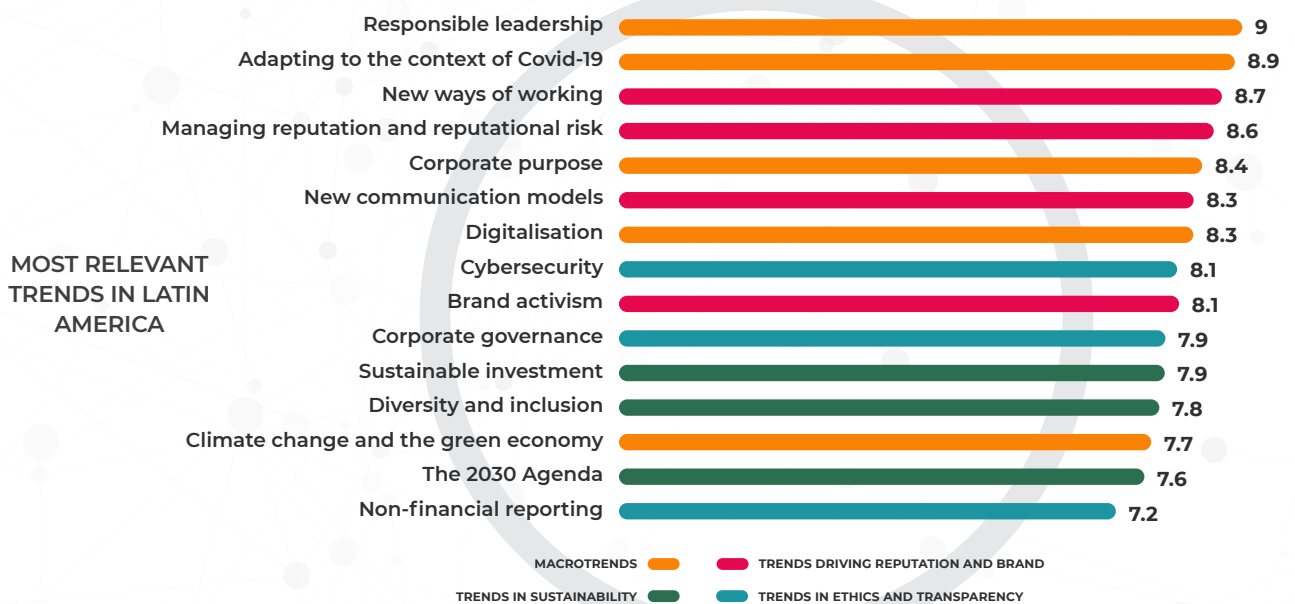 Responsible leadership 9
Adapting to the context of Covid-19 8.9
New ways of working 8.7
Managing reputation and reputational risk 8.6
Corporate purpose 8.4
New communication models 8.3
Digitalisation 8.3
Cybersecurity 8.1
Brand activism 8.1
Corporate governance 7.9
Sustainable investment 7.9
Diversity and inclusion 7.8
Climate change and the green economy 7.7
The 2030 Agenda 7.6
Non-financial reporting 7.2
MOST RELEVANT
TRENDS IN LATIN
AMERICA
MACROTRENDS
TRENDS DRIVING REPUTATION AND BRAND
TRENDS IN SUSTAINABILITY
TRENDS IN ETHICS AND TRANSPARENCY